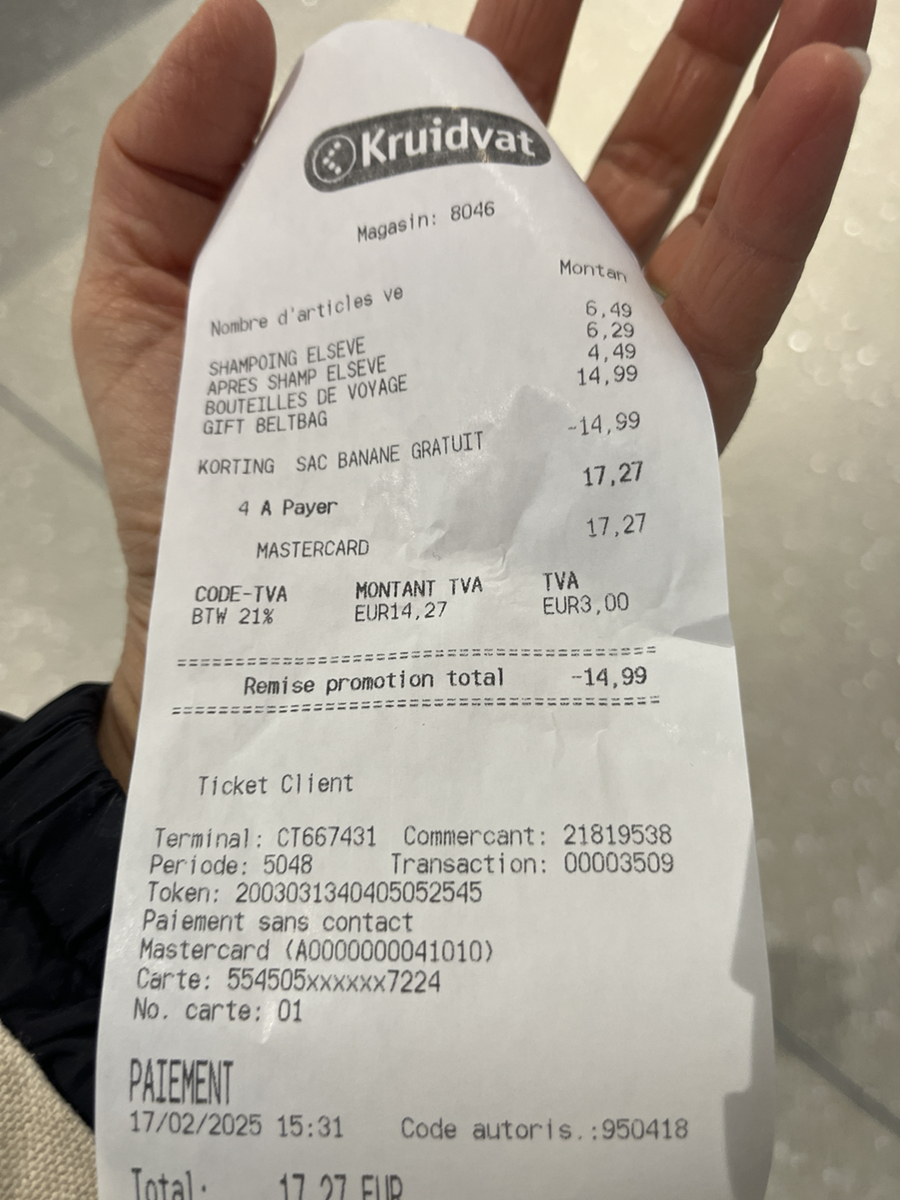 Kruidvat
Magasin: 8046
Montan
Nombre d'articles ve
SHAMPOING ELSEVE 6,49
APRES SHAMP ELSEVE 6,29
BOUTEILLES DE VOYAGE 4,49
GIFT BELTBAG 14,99
KORTING SAC BANANE GRATUIT -14,99
4 A Payer 17,27
MASTERCARD 17,27
CODE-TVA MONTANT TVA TVA
BTW 21% EUR14,27 EUR3,00
=========================================
Remise promotion total -14,99
=========================================
Ticket Client
Terminal: CT667431 Commercant: 21819538
Periode: 5048 Transaction: 00003509
Token: 2003031340405052545
Paiement sans contact
Mastercard (A0000000041010)
Carte: 554505xxxxxx7224
No. carte: 01
PAIEMENT
17/02/2025 15:31 Code autoris.:950418
Total: 17,27 EUR